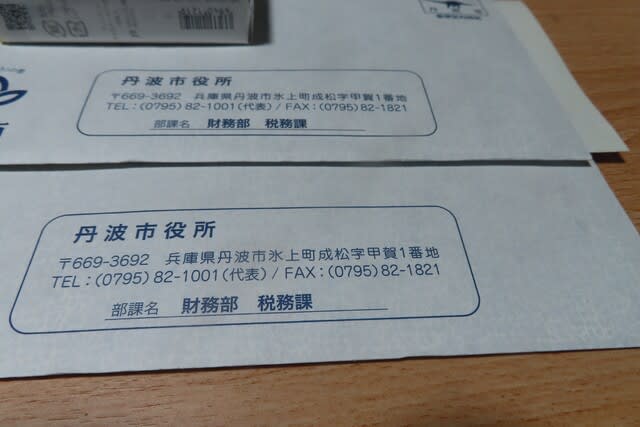 丹波市役所
〒669-3692 兵庫県丹波市氷上町成松字甲賀1番地
TEL：(0795) 82-1001(代表) / FAX：(0795) 82-1821
部課名 財務部 税務課
丹波市役所
〒669-3692 兵庫県丹波市氷上町成松字甲賀1番地
TEL：(0795) 82-1001(代表) / FAX：(0795) 82-1821
部課名 財務部 税務課